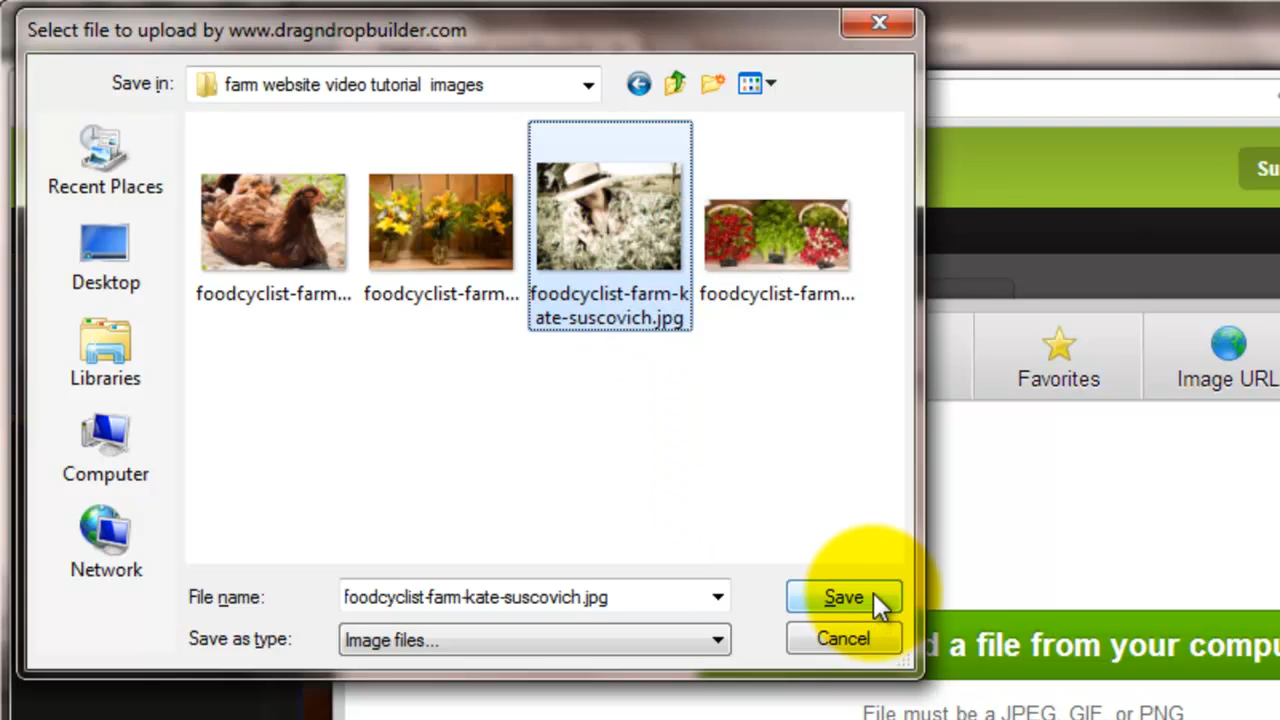 Select file to upload by www.dragndropbuilder.com
Save in:
farm website video tutorial images
Recent Places
Desktop
Libraries
Computer
Network
foodcyclist-farm...
foodcyclist-farm...
foodcyclist-farm-k
ate-suscovich.jpg
foodcyclist-farm...
File name:
foodcyclist-farm-kate-suscovich.jpg
Save
Save as type:
Image files...
Cancel
Su
Favorites
Image URL
d a file from your compu
File must be a JPEG, GIF, or PNG